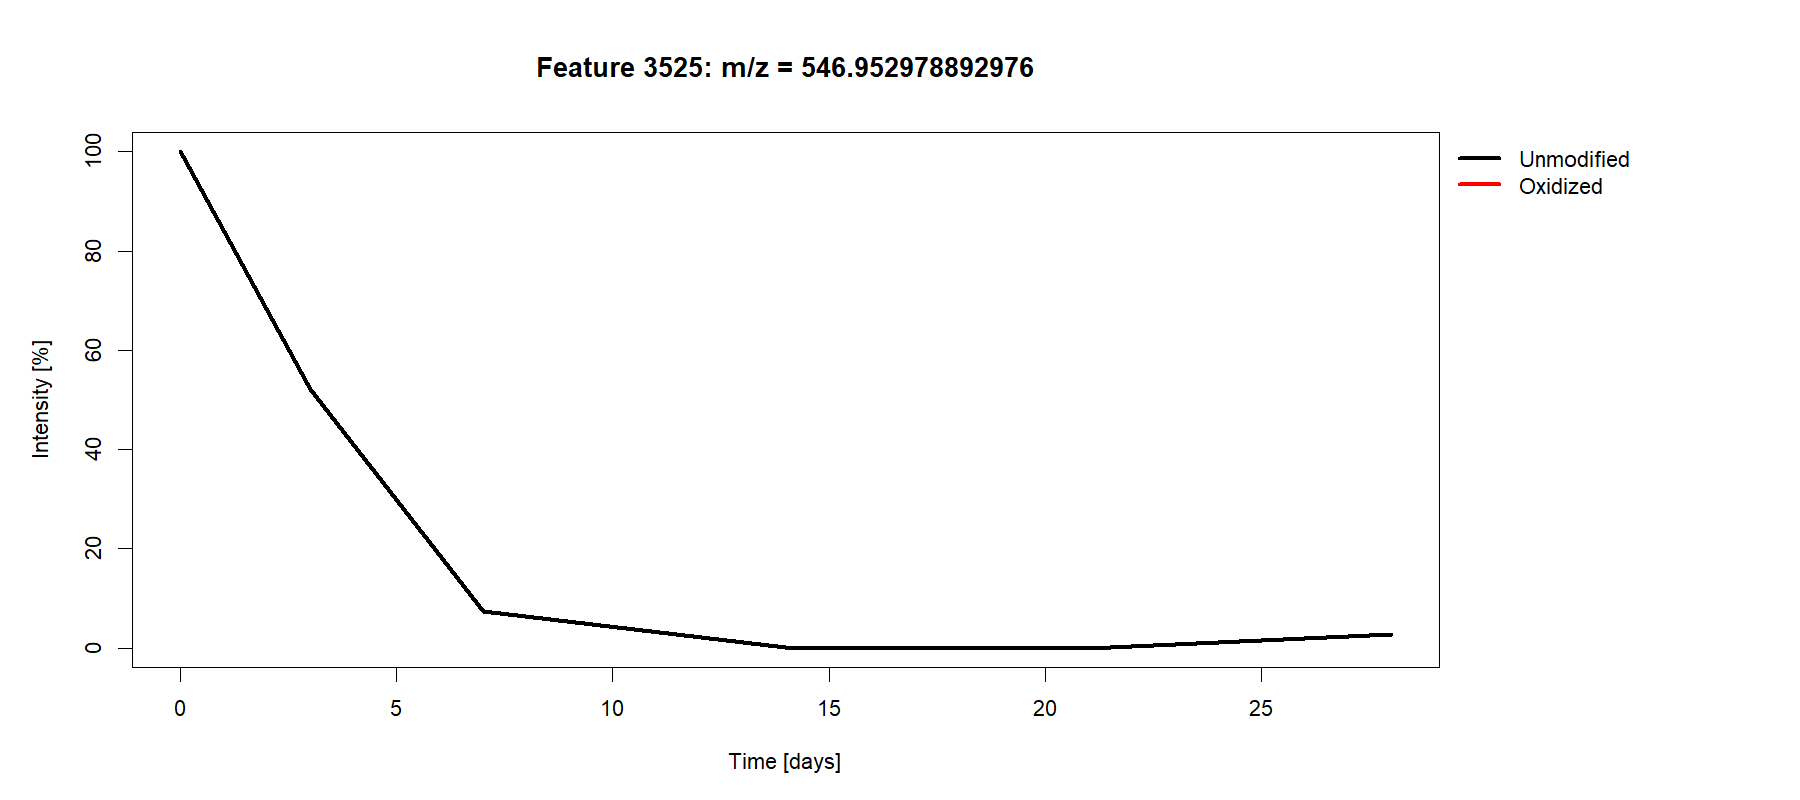 Feature 3525: m/z = 546.952978892976
Unmodified
Oxidized
Intensity [%]
100
80
60
40
20
0
0 5 10 15 20 25
Time [days]